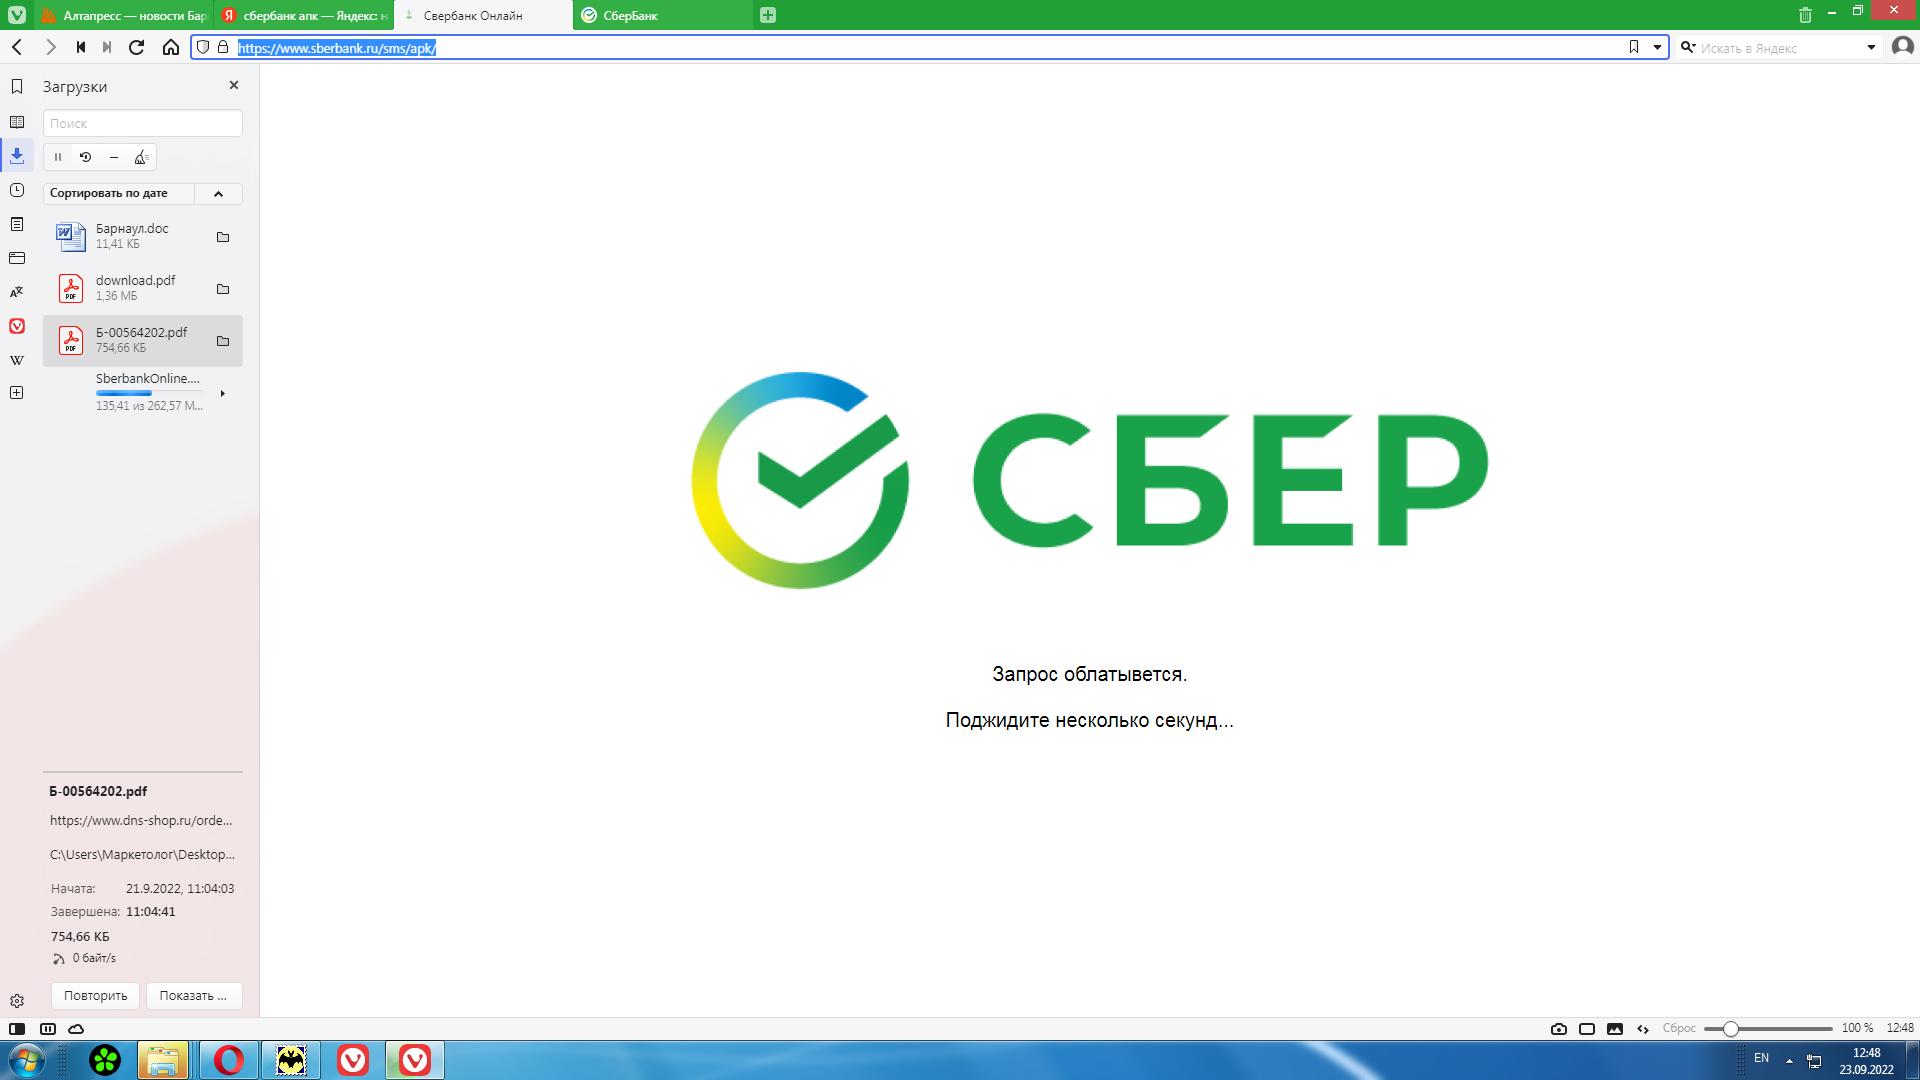 Алтапресс — новости Бар
сбербанк апк — Яндекс: н
Свербанк Онлайн
СберБанк
https://www.sberbank.ru/sms/apk/
Искать в Яндекс
Загрузки
Поиск
Сортировать по дате
Барнаул.doc
11,41 КБ
download.pdf
1,36 МБ
Б-00564202.pdf
754,66 КБ
SberbankOnline....
135,41 из 262,57 М...
СБЕР
Запрос облатывется.
Поджидите несколько секунд...
Б-00564202.pdf
https://www.dns-shop.ru/orde...
C:\Users\Маркетолог\Desktop...
Начата: 21.9.2022, 11:04:03
Завершена: 11:04:41
754,66 КБ
0 байт/s
Повторить
Показать ...
Сброс
100 %
12:48
EN
12:48
23.09.2022